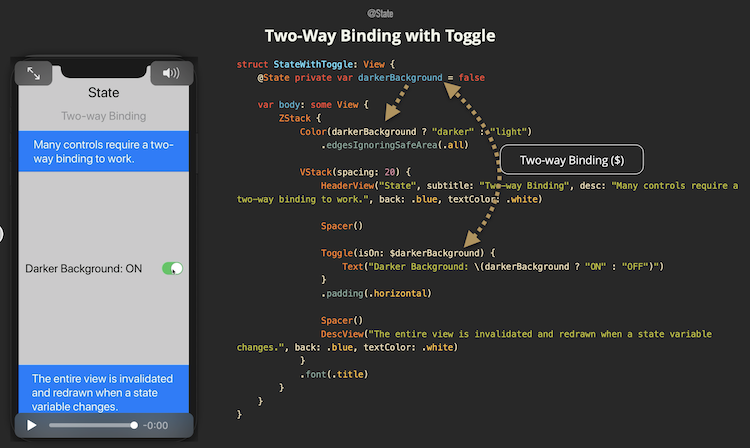 @State
Two-Way Binding with Toggle
State
Two-way Binding
Many controls require a two-
way binding to work.
Darker Background: ON
The entire view is invalidated
and redrawn when a state
variable changes.
-0:00
struct StateWithToggle: View {
@State private var darkerBackground = false
var body: some View {
ZStack {
Color(darkerBackground ? "darker" : "light")
.edgesIgnoringSafeArea(.all)
Two-way Binding ($)
VStack(spacing: 20) {
HeaderView("State", subtitle: "Two-way Binding", desc: "Many controls require a
two-way binding to work.", back: .blue, textColor: .white)
Spacer()
Toggle(isOn: $darkerBackground) {
Text("Darker Background: \(darkerBackground ? "ON" : "OFF")")
}
.padding(.horizontal)
Spacer()
DescView("The entire view is invalidated and redrawn when a state variable
changes.", back: .blue, textColor: .white)
}
.font(.title)
}
}
}